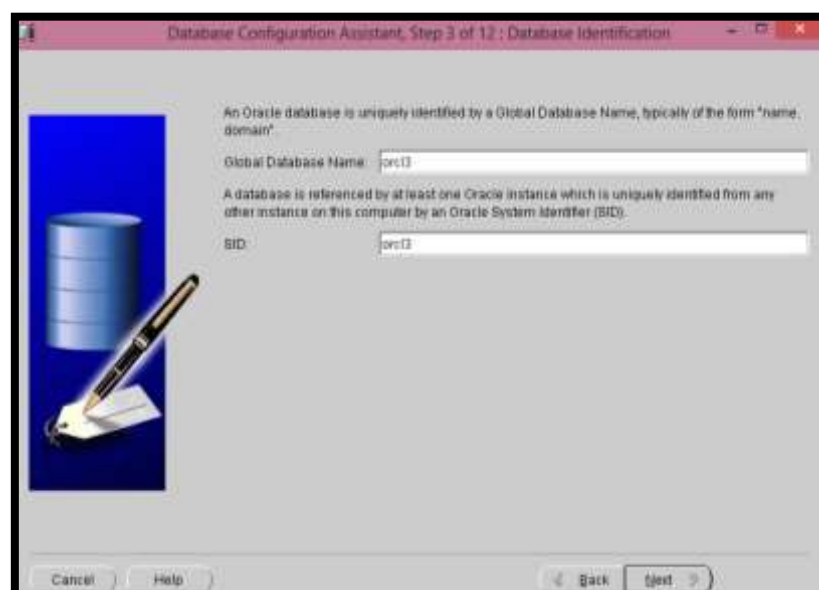 Database Configuration Assistant, Step 3 of 12 : Database Identification
An Oracle database is uniquely identified by a Global Database Name, typically of the form "name.
domain".
Global Database Name: orcl3
A database is referenced by at least one Oracle instance which is uniquely identified from any
other instance on this computer by an Oracle System Identifier (SID).
SID: orcl3
Cancel Help Back Next